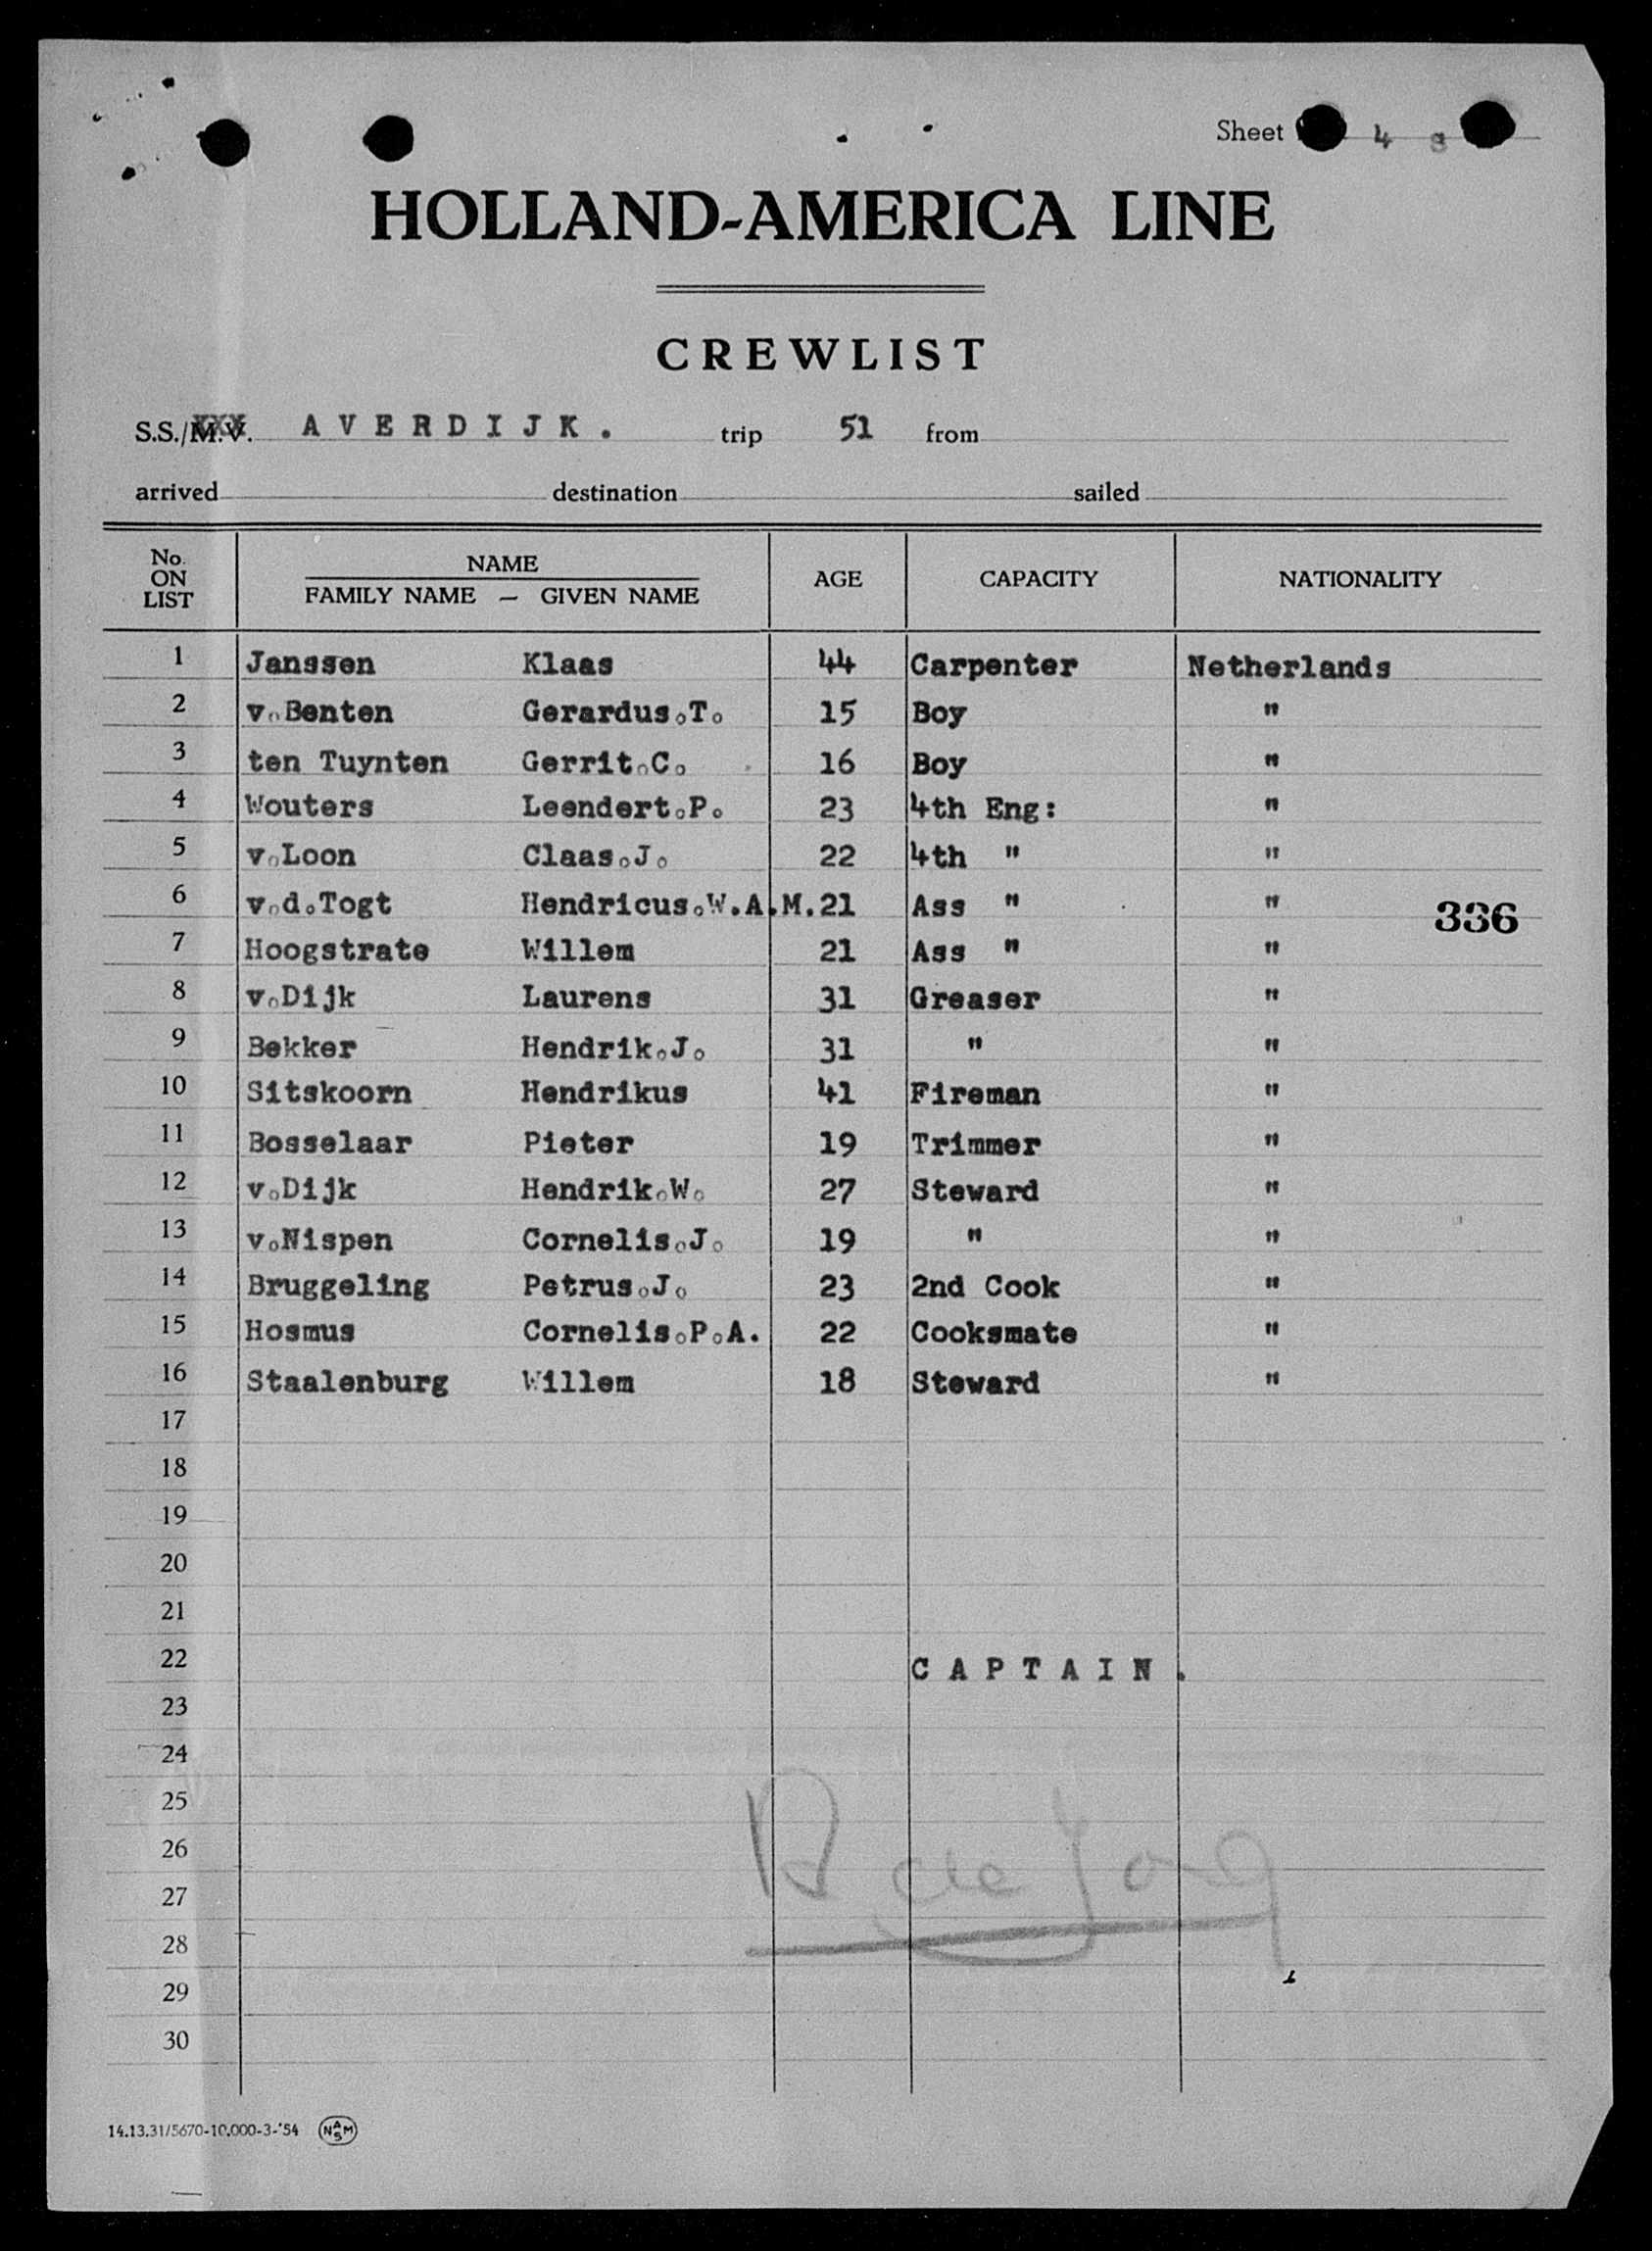 Sheet 4
HOLLAND-AMERICA LINE
CREWLIST
S.S./M.V. XXX A V E R D I J K . trip 51 from
arrived destination sailed
No. ON LIST NAME FAMILY NAME — GIVEN NAME AGE CAPACITY NATIONALITY
1 Janssen Klaas 44 Carpenter Netherlands
2 v.Benten Gerardus.T. 15 Boy "
3 ten Tuynten Gerrit.C. 16 Boy "
4 Wouters Leendert.P. 23 4th Eng: "
5 v.Loon Claas.J. 22 4th " "
6 v.d.Togt Hendricus.W.A.M. 21 Ass " "
336
7 Hoogstrate Willem 21 Ass " "
8 v.Dijk Laurens 31 Greaser "
9 Bekker Hendrik.J. 31 " "
10 Sitskoorn Hendrikus 41 Fireman "
11 Bosselaar Pieter 19 Trimmer "
12 v.Dijk Hendrik.W. 27 Steward "
13 v.Nispen Cornelis.J. 19 " "
14 Bruggeling Petrus.J. 23 2nd Cook "
15 Hosmus Cornelis.P.A. 22 Cooksmate "
16 Staalenburg Willem 18 Steward "
17
18
19
20
21
22 C A P T A I N .
23
24
25
26 de Jong
27
28
29
30
14.13.31/5670-10.000-3-'54 NASM